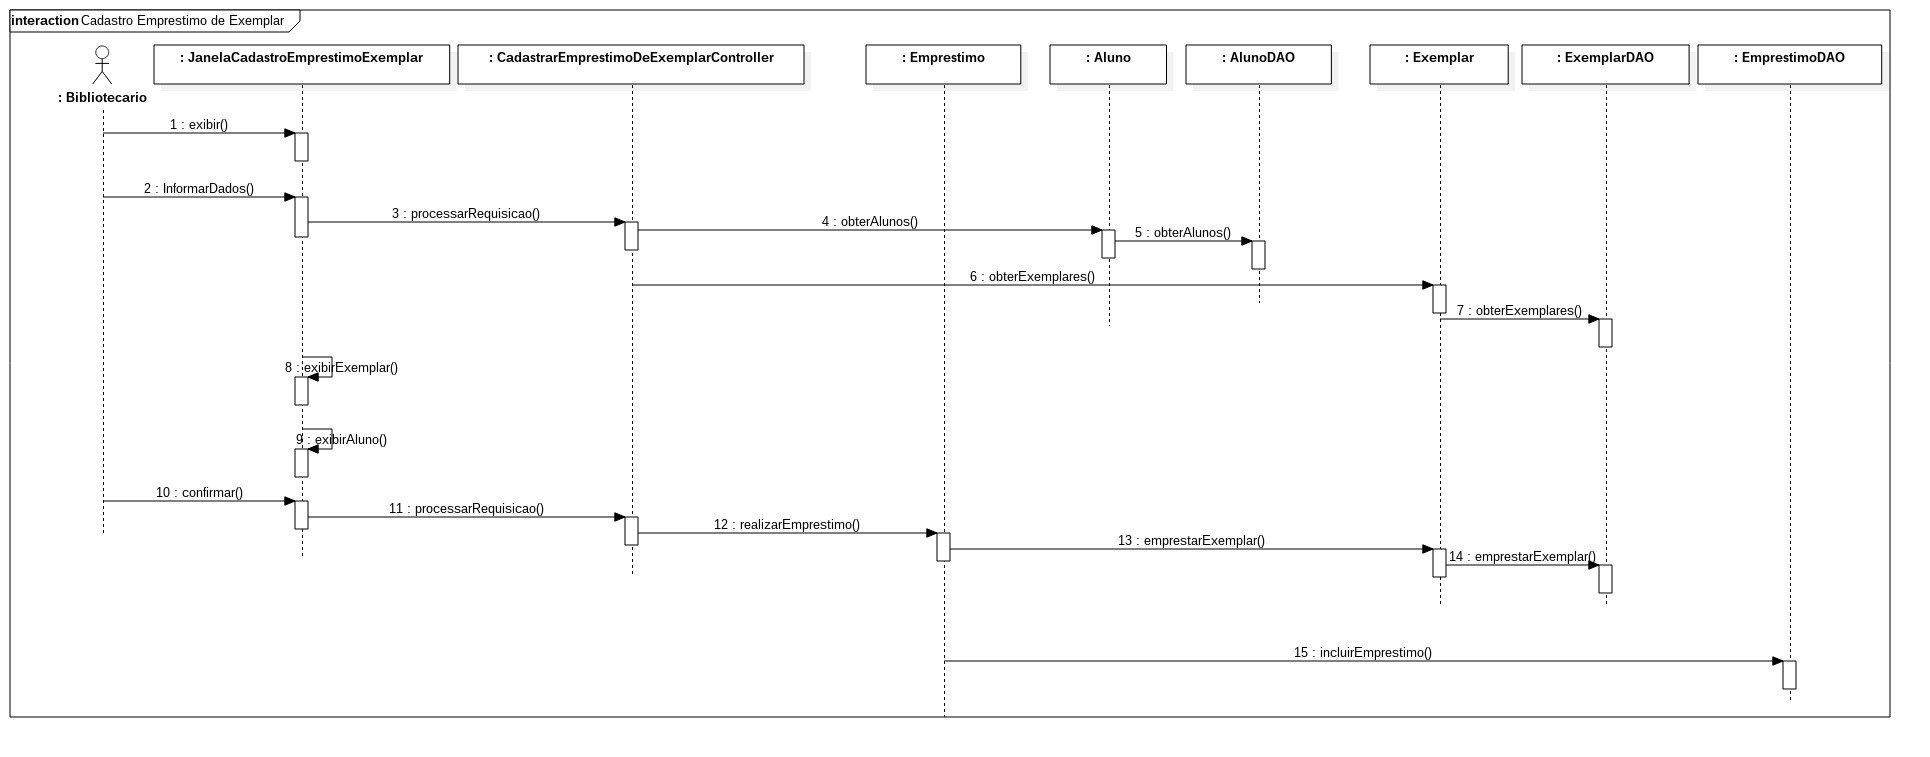 interaction Cadastro Emprestimo de Exemplar
: Bibliotecario
: JanelaCadastroEmprestimoExemplar
: CadastrarEmprestimoDeExemplarController
: Emprestimo
: Aluno
: AlunoDAO
: Exemplar
: ExemplarDAO
: EmprestimoDAO
1 : exibir()
2 : InformarDados()
3 : processarRequisicao()
4 : obterAlunos()
5 : obterAlunos()
6 : obterExemplares()
7 : obterExemplares()
8 : exibirExemplar()
9 : exibirAluno()
10 : confirmar()
11 : processarRequisicao()
12 : realizarEmprestimo()
13 : emprestarExemplar()
14 : emprestarExemplar()
15 : incluirEmprestimo()